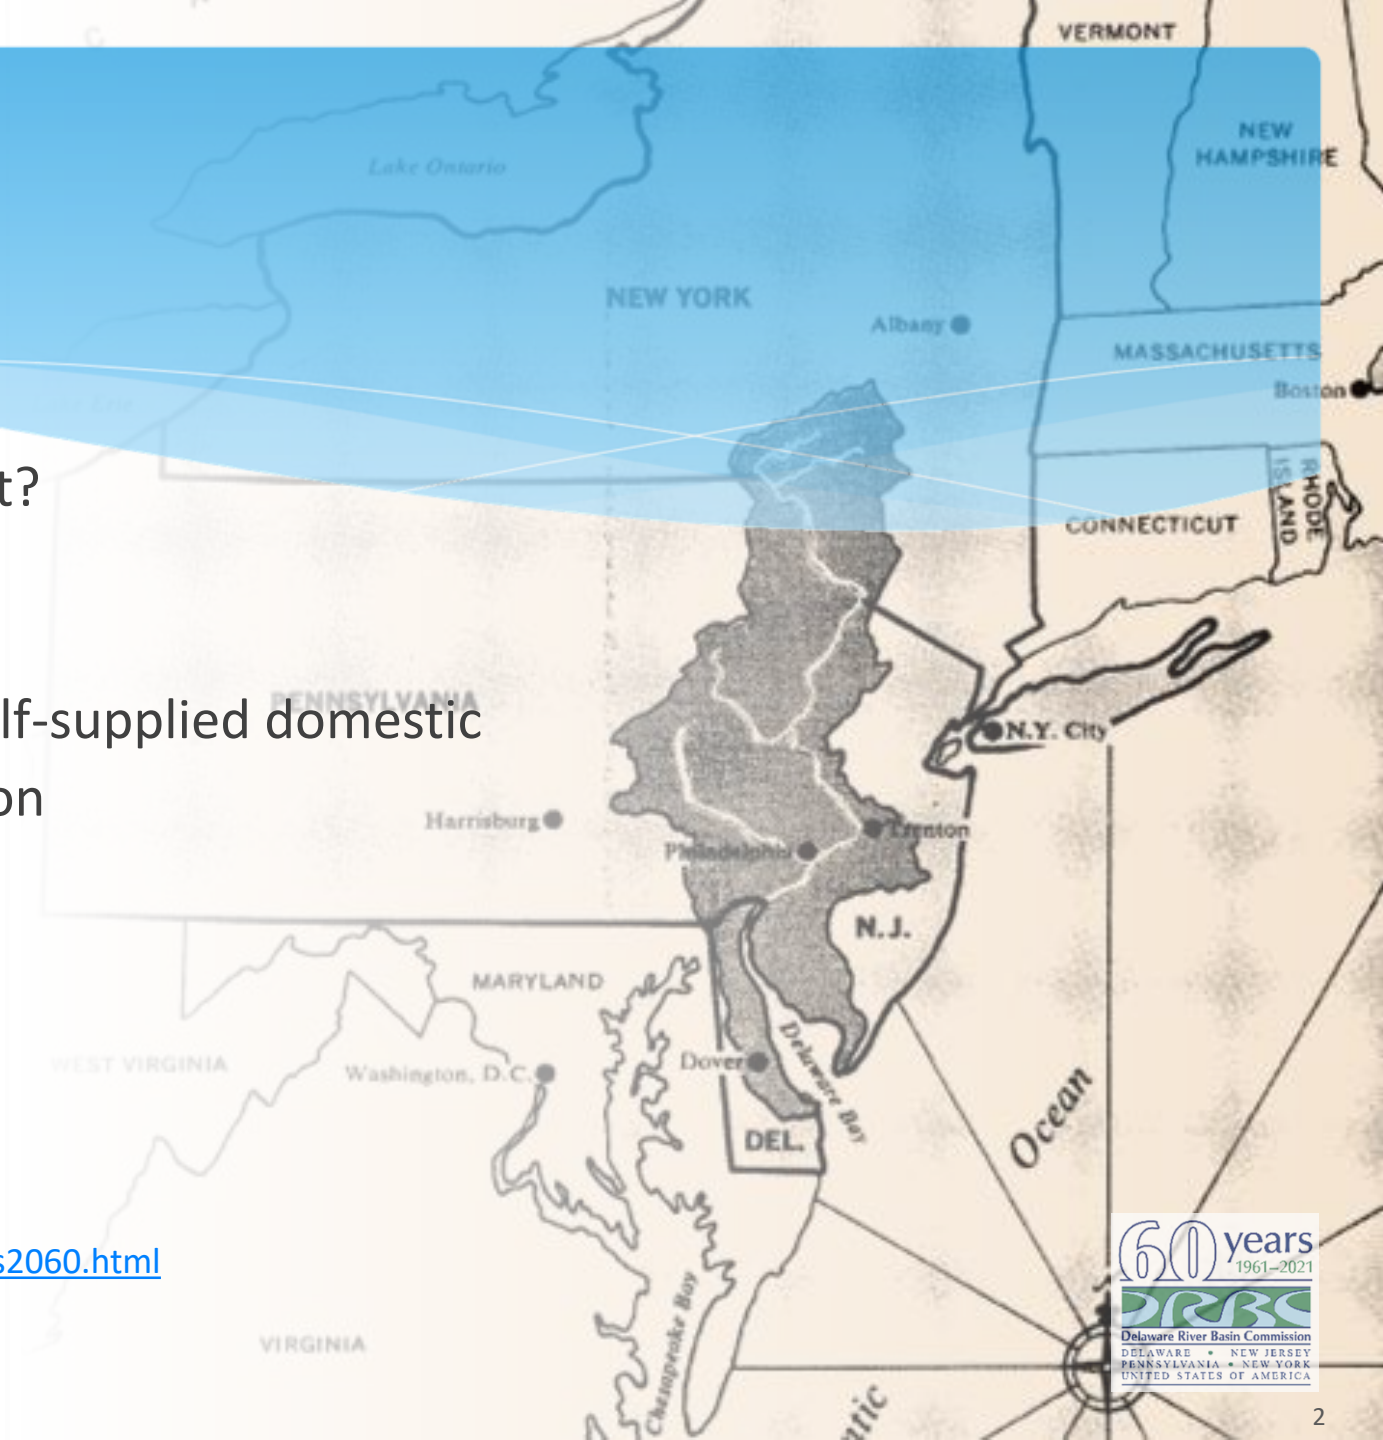 VERMONT
NEW
HAMPSHIRE
Lake Ontario
NEW YORK
Albany
MASSACHUSETTS
Boston
Lake Erie
t?
RHODE
ISLAND
CONNECTICUT
PENNSYLVANIA
lf-supplied domestic
N.Y. City
on
Harrisburg
Trenton
Philadelphia
N.J.
MARYLAND
WEST VIRGINIA
Washington, D.C.
Dover
Delaware Bay
DEL.
Ocean
s2060.html
VIRGINIA
Chesapeake Bay
ntic
60 years
1961–2021
DRBC
Delaware River Basin Commission
DELAWARE • NEW JERSEY
PENNSYLVANIA • NEW YORK
UNITED STATES OF AMERICA
2